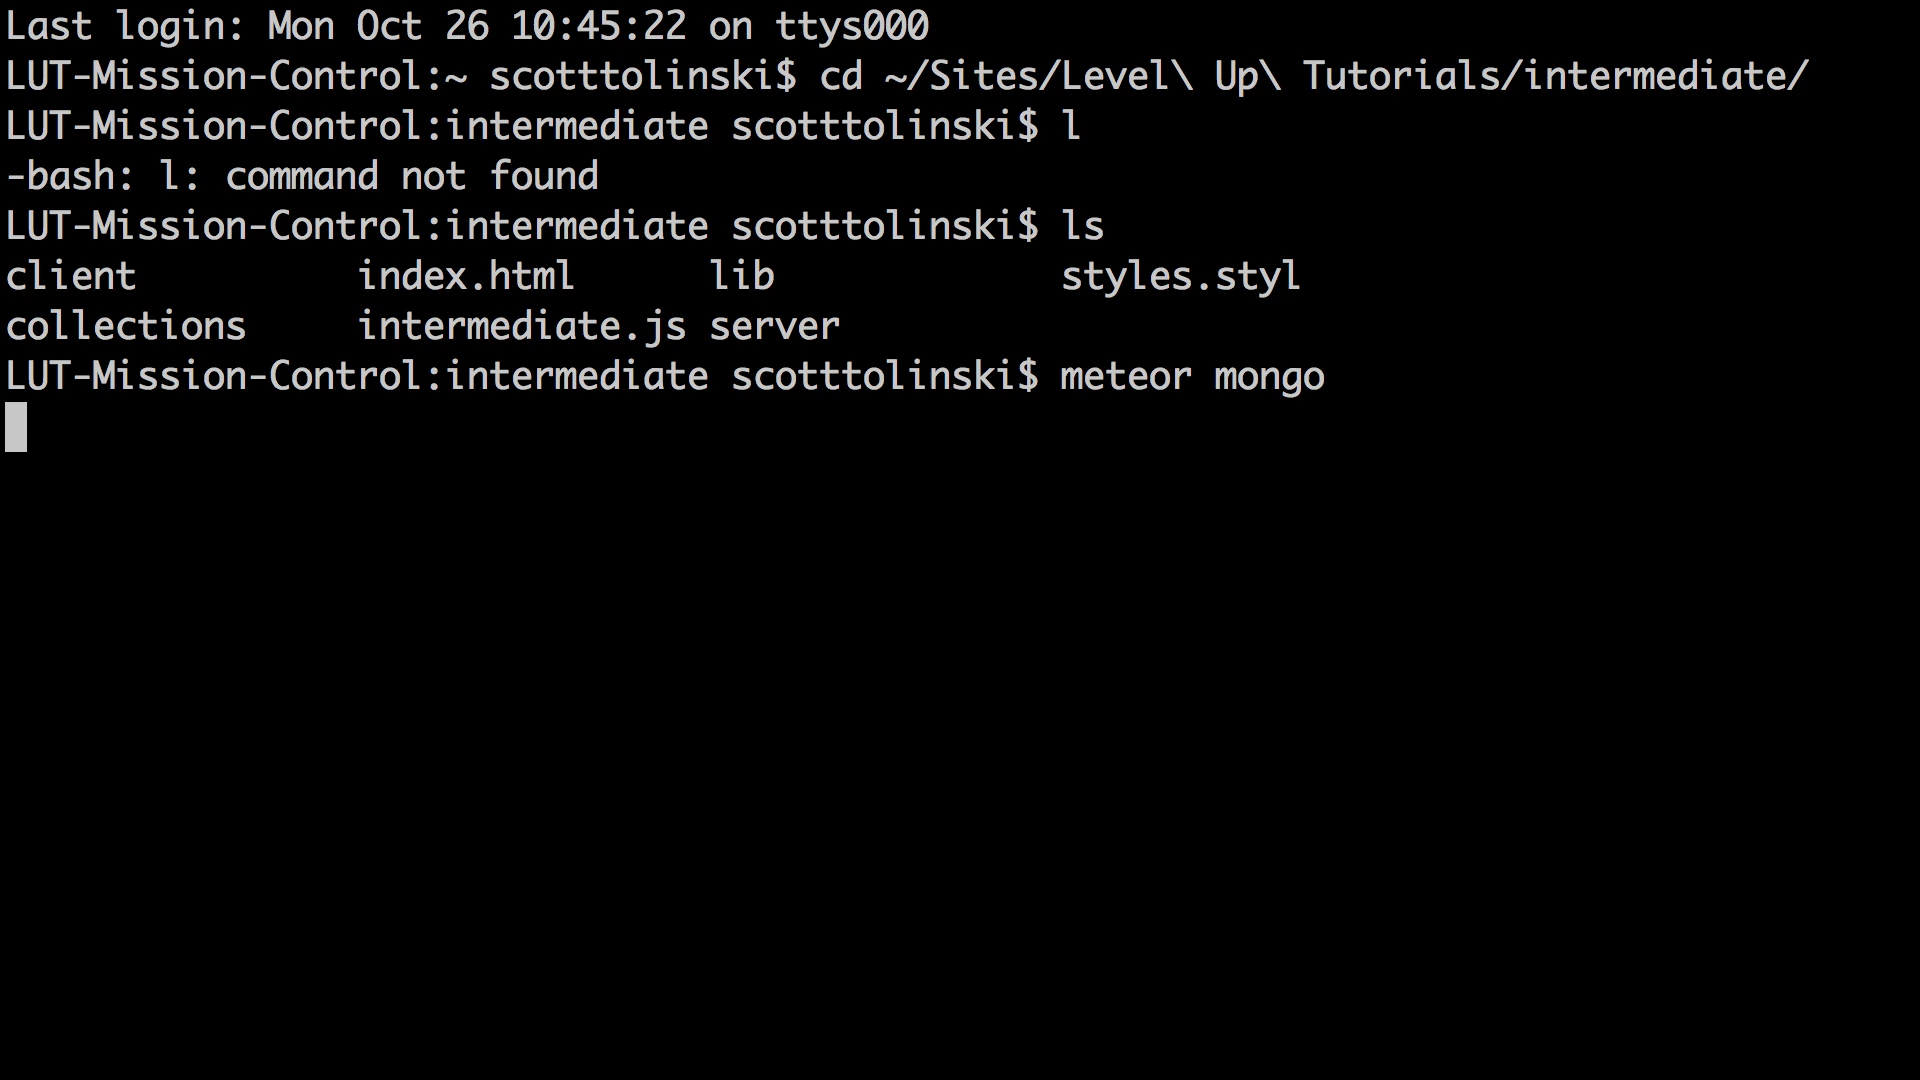 Last login: Mon Oct 26 10:45:22 on ttys000
LUT-Mission-Control:~ scotttolinski$ cd ~/Sites/Level\ Up\ Tutorials/intermediate/
LUT-Mission-Control:intermediate scotttolinski$ l
-bash: l: command not found
LUT-Mission-Control:intermediate scotttolinski$ ls
client          index.html      lib             styles.styl
collections     intermediate.js server
LUT-Mission-Control:intermediate scotttolinski$ meteor mongo